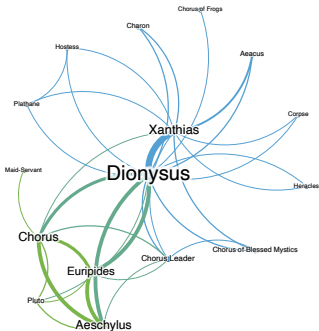 Chorus of Frogs
Charon
Hostess
Aeacus
Plathane
Corpse
Xanthias
Maid-Servant
Dionysus
Heracles
Chorus
Chorus of Blessed Mystics
Chorus Leader
Euripides
Pluto
Aeschylus